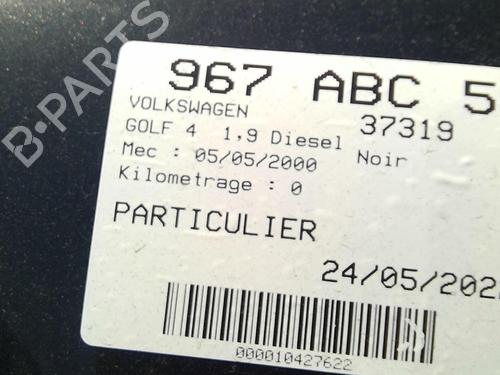 967 ABC 5
VOLKSWAGEN 37319
GOLF 4 1,9 Diesel
Mec : 05/05/2000 Noir
Kilometrage : 0
PARTICULIER
24/05/202
000010427622
B-PARTS